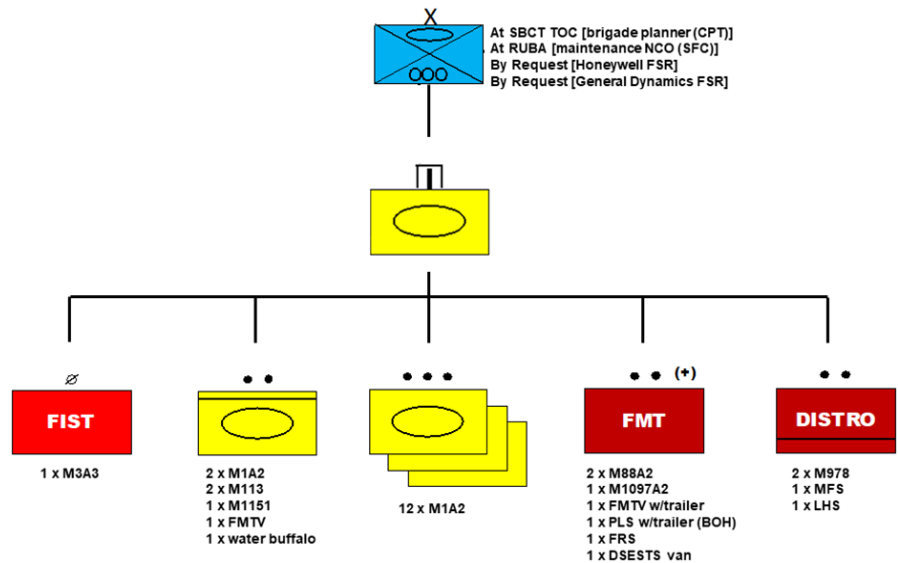 X
At SBCT TOC [brigade planner (CPT)]
At RUBA [maintenance NCO (SFC)]
By Request [Honeywell FSR]
By Request [General Dynamics FSR]
FIST
1 x M3A3
2 x M1A2
2 x M113
1 x M1151
1 x FMTV
1 x water buffalo
12 x M1A2
(+)
FMT
2 x M88A2
1 x M1097A2
1 x FMTV w/trailer
1 x PLS w/trailer (BOH)
1 x FRS
1 x DSESTS van
DISTRO
2 x M978
1 x MFS
1 x LHS